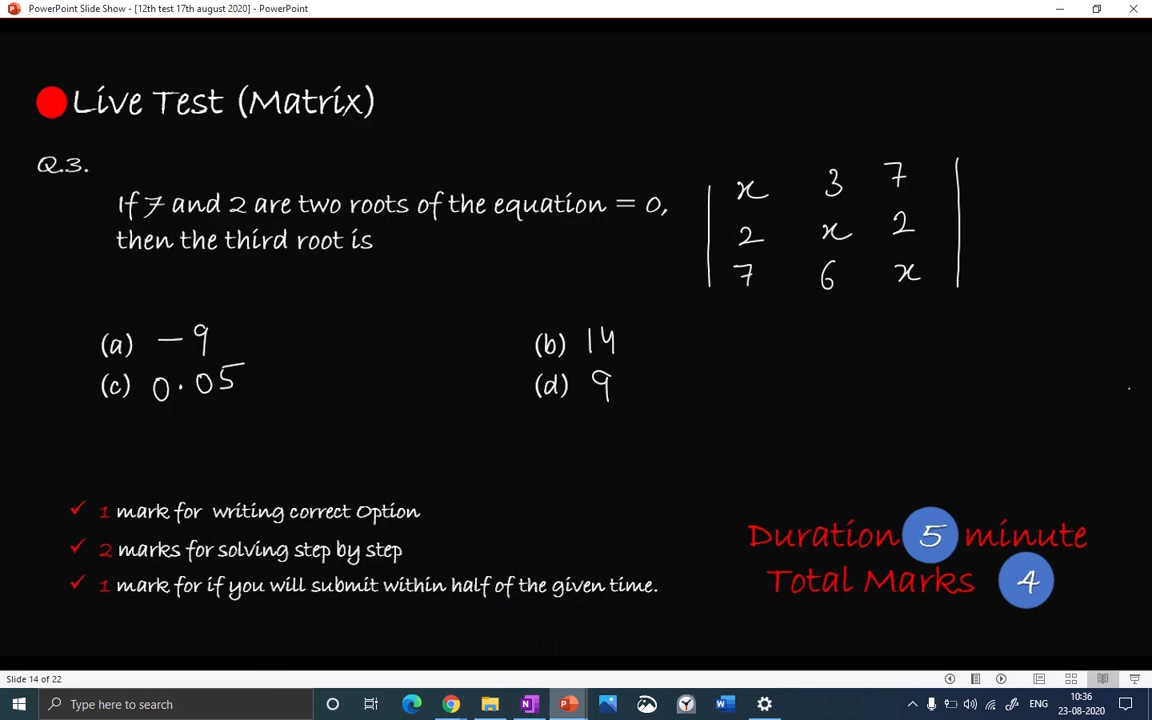 PowerPoint Slide Show - [12th test 17th august 2020] - PowerPoint
Live Test (Matrix)
Q.3.
If 7 and 2 are two roots of the equation = 0,
then the third root is
x 3 7
2 x 2
7 6 x
(a) -9
(b) 14
(c) 0.05
(d) 9
✓ 1 mark for writing correct Option
✓ 2 marks for solving step by step
✓ 1 mark for if you will submit within half of the given time.
Duration 5 minute
Total Marks 4
Slide 14 of 22
Type here to search
ENG
10:36
23-08-2020